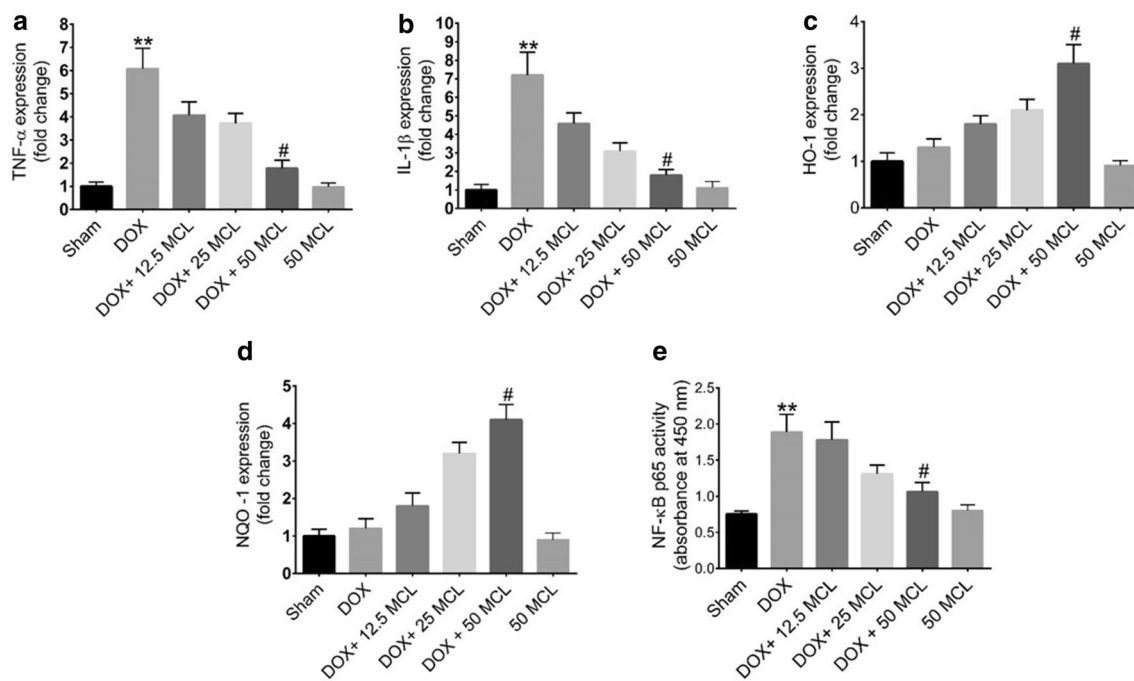 a
TNF-α expression
(fold change)
8
7
6
5
4
3
2
1
0
**
#
Sham
DOX
DOX+ 12.5 MCL
DOX+ 25 MCL
DOX + 50 MCL
50 MCL
b
IL-1β expression
(fold change)
10
9
8
7
6
5
4
3
2
1
0
**
#
Sham
DOX
DOX+ 12.5 MCL
DOX+ 25 MCL
DOX + 50 MCL
50 MCL
c
HO-1 expression
(fold change)
4
3
2
1
0
#
Sham
DOX
DOX+ 12.5 MCL
DOX+ 25 MCL
DOX + 50 MCL
50 MCL
d
NQO -1 expression
(fold change)
5
4
3
2
1
0
#
Sham
DOX
DOX+ 12.5 MCL
DOX+ 25 MCL
DOX + 50 MCL
50 MCL
e
NF-κB p65 activity
(absorbance at 450 nm)
2.5
2.0
1.5
1.0
0.5
0.0
**
#
Sham
DOX
DOX+ 12.5 MCL
DOX+ 25 MCL
DOX + 50 MCL
50 MCL